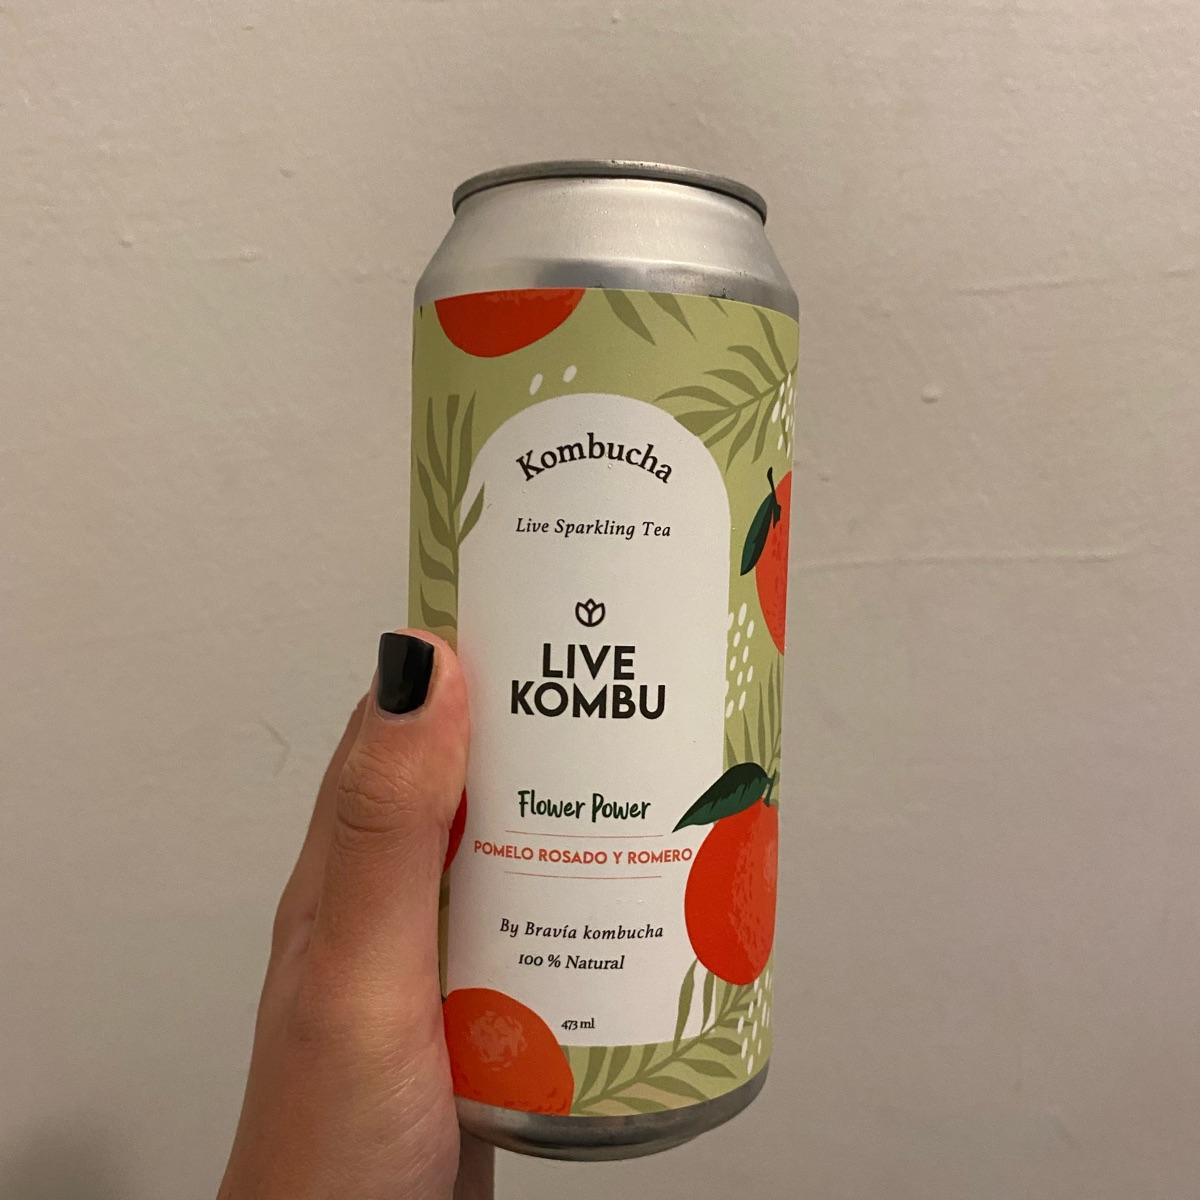 Kombucha
Live Sparkling Tea
LIVE
KOMBU
Flower Power
POMELO ROSADO Y ROMERO
By Bravía kombucha
100 % Natural
473 ml